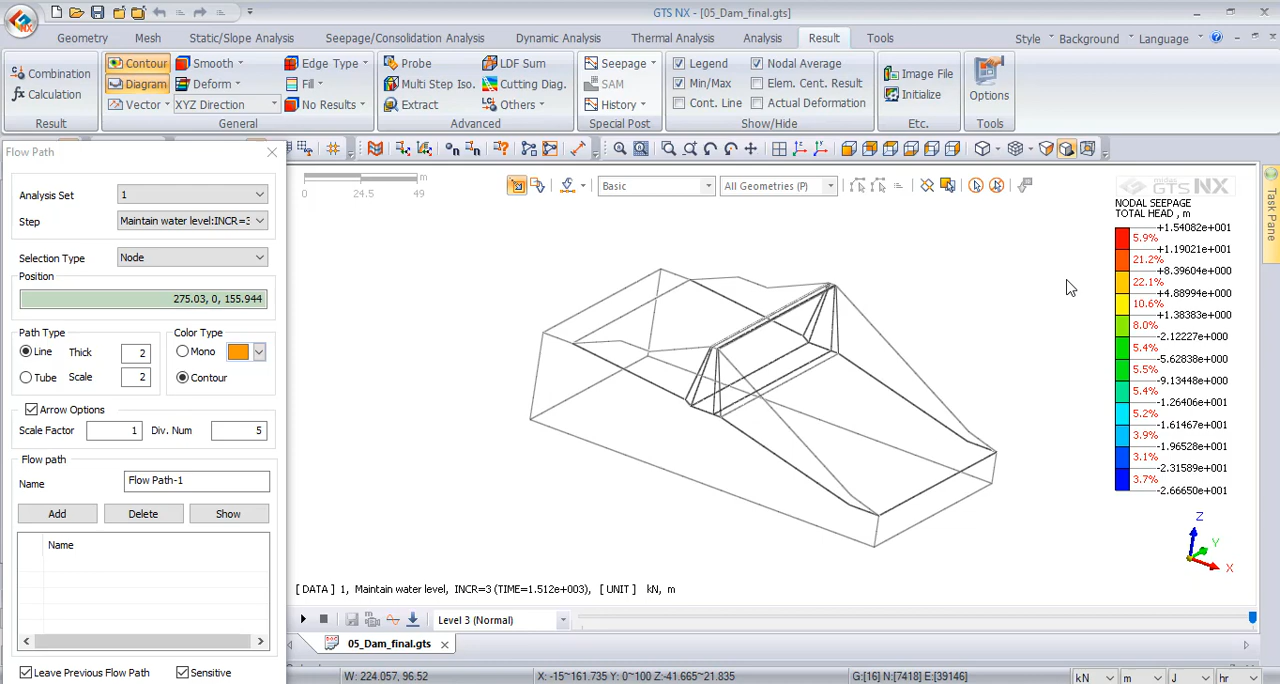 GTS NX - [05_Dam_final.gts]
Geometry Mesh Static/Slope Analysis Seepage/Consolidation Analysis Dynamic Analysis Thermal Analysis Analysis Result Tools Style Background Language
Combination
Calculation
Result
Contour Smooth Edge Type
Diagram Deform Fill
Vector XYZ Direction No Results
General
Probe LDF Sum
Multi Step Iso. Cutting Diag.
Extract Others
Advanced
Seepage
SAM
History
Special Post
Legend Nodal Average
Min/Max Elem. Cent. Result
Cont. Line Actual Deformation
Show/Hide
Image File
Initialize
Etc.
Options
Tools
Flow Path
Analysis Set 1
Step Maintain water level:INCR=3
Selection Type Node
Position
275.03, 0, 155.944
Path Type Color Type
Line Thick 2 Mono
Tube Scale 2 Contour
Arrow Options
Scale Factor 1 Div. Num 5
Flow path
Name Flow Path-1
Add Delete Show
Name
Leave Previous Flow Path Sensitive
m
0 24.5 49
Basic All Geometries (P)
midas
GTS NX
NODAL SEEPAGE
TOTAL HEAD , m
+1.54082e+001
5.9%
+1.19021e+001
21.2%
+8.39604e+000
22.1%
+4.88994e+000
10.6%
+1.38383e+000
8.0%
-2.12227e+000
5.4%
-5.62838e+000
5.5%
-9.13448e+000
5.4%
-1.26406e+001
5.2%
-1.61467e+001
3.9%
-1.96528e+001
3.1%
-2.31589e+001
3.7%
-2.66650e+001
Z
Y
X
[ DATA ] 1, Maintain water level, INCR=3 (TIME=1.512e+003), [ UNIT ] kN, m
Level 3 (Normal)
05_Dam_final.gts
W: 224.057, 96.52 X: -15~161.735 Y: 0~100 Z:-41.665~21.835 G:[16] N:[7418] E:[39146] kN m J hr
Task Pane